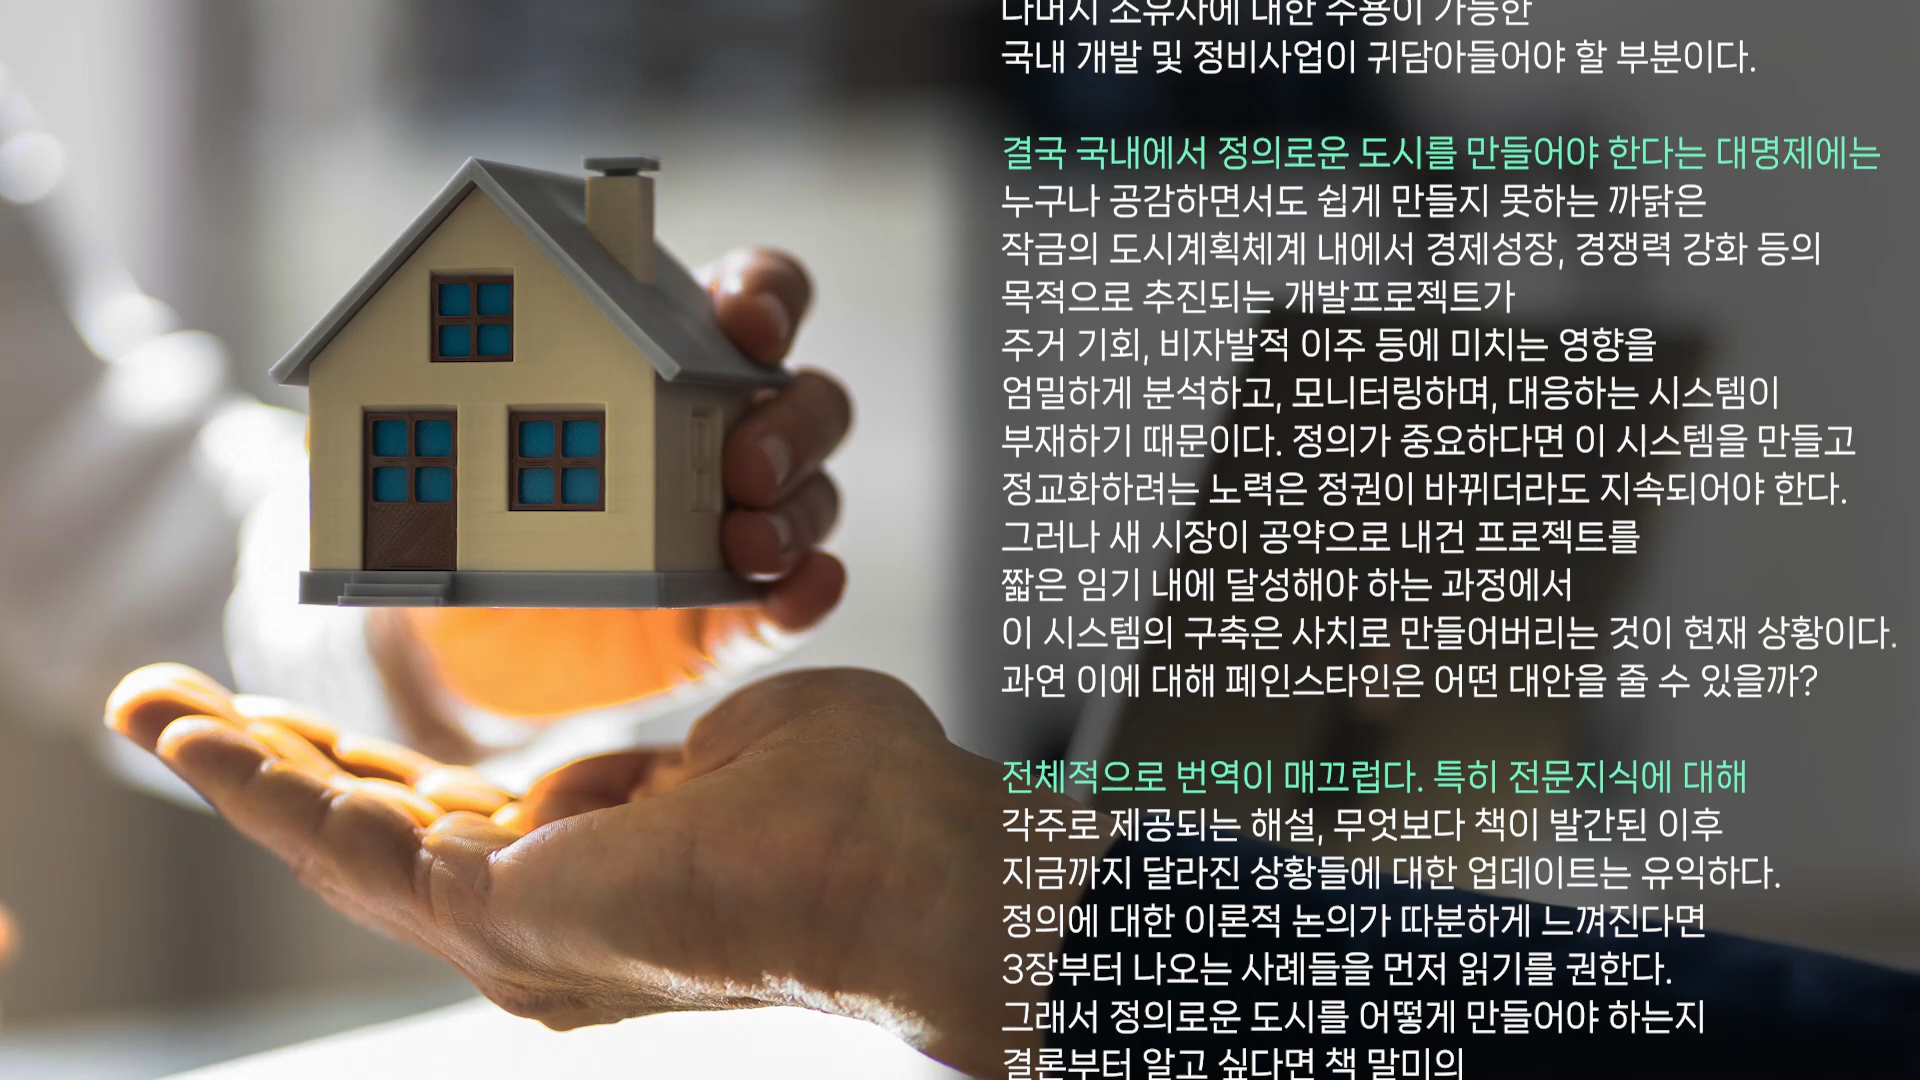 나머지 소유자에 대한 수용이 가능한
국내 개발 및 정비사업이 귀담아들어야 할 부분이다.
결국 국내에서 정의로운 도시를 만들어야 한다는 대명제에는
누구나 공감하면서도 쉽게 만들지 못하는 까닭은
작금의 도시계획체계 내에서 경제성장, 경쟁력 강화 등의
목적으로 추진되는 개발프로젝트가
주거 기회, 비자발적 이주 등에 미치는 영향을
엄밀하게 분석하고, 모니터링하며, 대응하는 시스템이
부재하기 때문이다. 정의가 중요하다면 이 시스템을 만들고
정교화하려는 노력은 정권이 바뀌더라도 지속되어야 한다.
그러나 새 시장이 공약으로 내건 프로젝트를
짧은 임기 내에 달성해야 하는 과정에서
이 시스템의 구축은 사치로 만들어버리는 것이 현재 상황이다.
과연 이에 대해 페인스타인은 어떤 대안을 줄 수 있을까?
전체적으로 번역이 매끄럽다. 특히 전문지식에 대해
각주로 제공되는 해설, 무엇보다 책이 발간된 이후
지금까지 달라진 상황들에 대한 업데이트는 유익하다.
정의에 대한 이론적 논의가 따분하게 느껴진다면
3장부터 나오는 사례들을 먼저 읽기를 권한다.
그래서 정의로운 도시를 어떻게 만들어야 하는지
결론부터 알고 싶다면 책 말미의